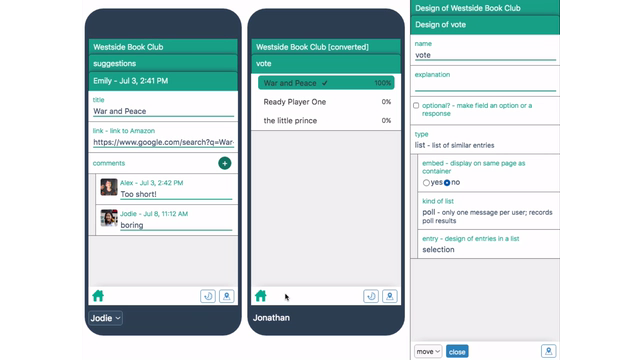 Westside Book Club
suggestions
Emily - Jul 3, 2:41 PM
title
War and Peace
link - link to Amazon
https://www.google.com/search?q=War
comments
+
Alex - Jul 3, 2:42 PM
Too short!
Jodie - Jul 8, 11:12 AM
boring
Jodie
Westside Book Club [converted]
vote
War and Peace ✓ 100%
Ready Player One 0%
the little prince 0%
Jonathan
Design of Westside Book Club
Design of vote
name
vote
explanation
optional? - make field an option or a
response
type
list - list of similar entries
embed - display on same page as
container
yes no
kind of list
poll - only one message per user; records
poll results
entry - design of entries in a list
selection
move close